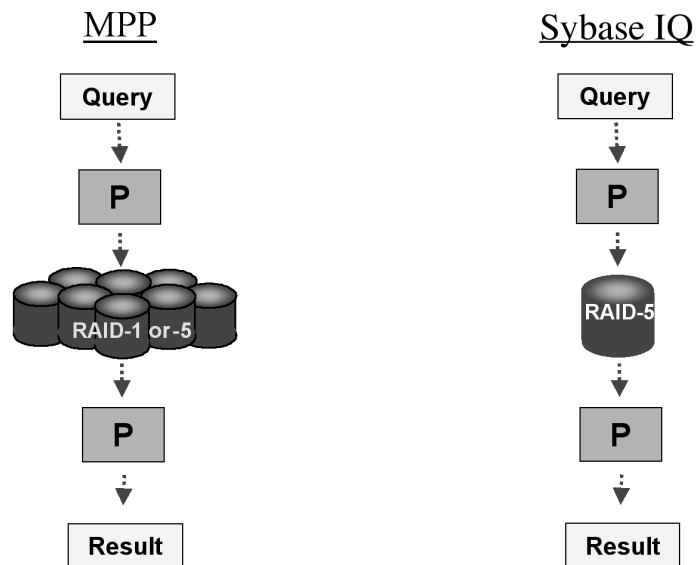 MPP
Query
P
RAID-1 or-5
P
Result
Sybase IQ
Query
P
RAID-5
P
Result